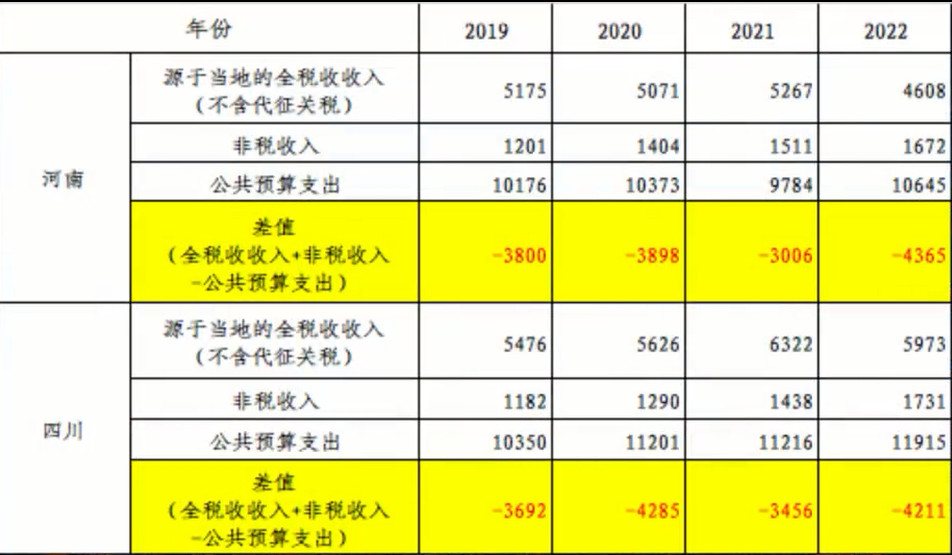 年份 2019 2020 2021 2022
河南
源于当地的全税收收入
(不含代征关税) 5175 5071 5267 4608
非税收入 1201 1404 1511 1672
公共预算支出 10176 10373 9784 10645
差值
(全税收收入+非税收入
-公共预算支出) -3800 -3898 -3006 -4365
四川
源于当地的全税收收入
(不含代征关税) 5476 5626 6322 5973
非税收入 1182 1290 1438 1731
公共预算支出 10350 11201 11216 11915
差值
(全税收收入+非税收入
-公共预算支出) -3692 -4285 -3456 -4211